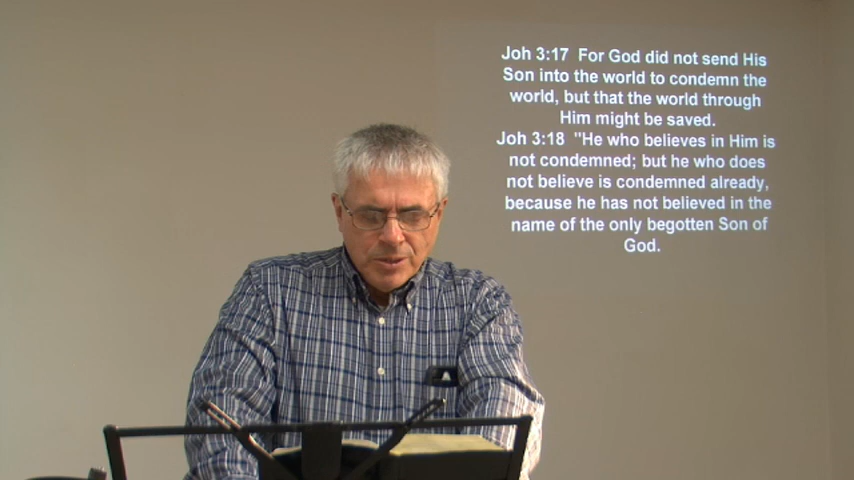 Joh 3:17 For God did not send His
Son into the world to condemn the
world, but that the world through
Him might be saved.
Joh 3:18 "He who believes in Him is
not condemned; but he who does
not believe is condemned already,
because he has not believed in the
name of the only begotten Son of
God.